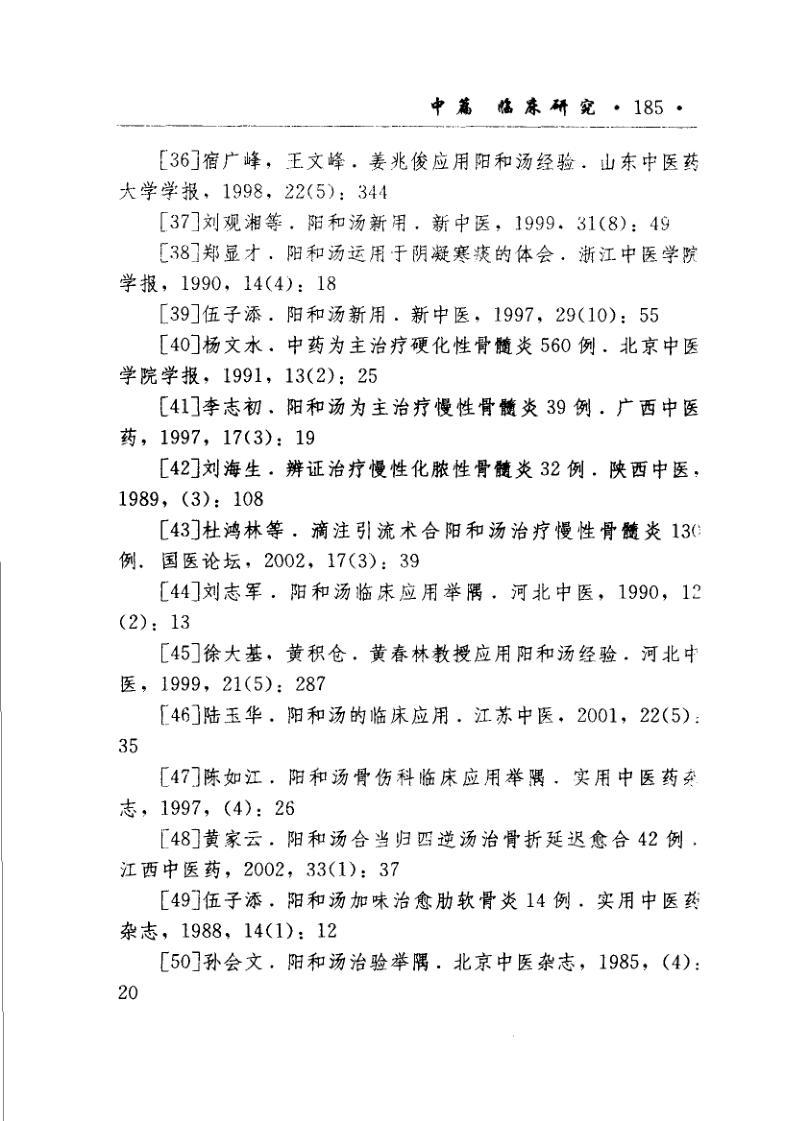 中篇 临床研究 · 185 ·
[36]宿广峰，王文峰．姜兆俊应用阳和汤经验．山东中医药
大学学报，1998，22(5)：344
[37]刘观湘等．阳和汤新用．新中医，1999，31(8)：49
[38]郑显才．阳和汤运用于阴凝寒痰的体会．浙江中医学院
学报，1990，14(4)：18
[39]伍子添．阳和汤新用．新中医，1997，29(10)：55
[40]杨文水．中药为主治疗硬化性骨髓炎 560 例．北京中医
学院学报，1991，13(2)：25
[41]李志初．阳和汤为主治疗慢性骨髓炎 39 例．广西中医
药，1997，17(3)：19
[42]刘海生．辨证治疗慢性化脓性骨髓炎 32 例．陕西中医，
1989，(3)：108
[43]杜鸿林等．滴注引流术合阳和汤治疗慢性骨髓炎 130
例．国医论坛，2002，17(3)：39
[44]刘志军．阳和汤临床应用举隅．河北中医，1990，12
(2)：13
[45]徐大基，黄积仓．黄春林教授应用阳和汤经验．河北中
医，1999，21(5)：287
[46]陆玉华．阳和汤的临床应用．江苏中医，2001，22(5)：
35
[47]陈如江．阳和汤骨伤科临床应用举隅．实用中医药杂
志，1997，(4)：26
[48]黄家云．阳和汤合当归四逆汤治骨折延迟愈合 42 例．
江西中医药，2002，33(1)：37
[49]伍子添．阳和汤加味治愈肋软骨炎 14 例．实用中医药
杂志，1988，14(1)：12
[50]孙会文．阳和汤治验举隅．北京中医杂志，1985，(4)：
20